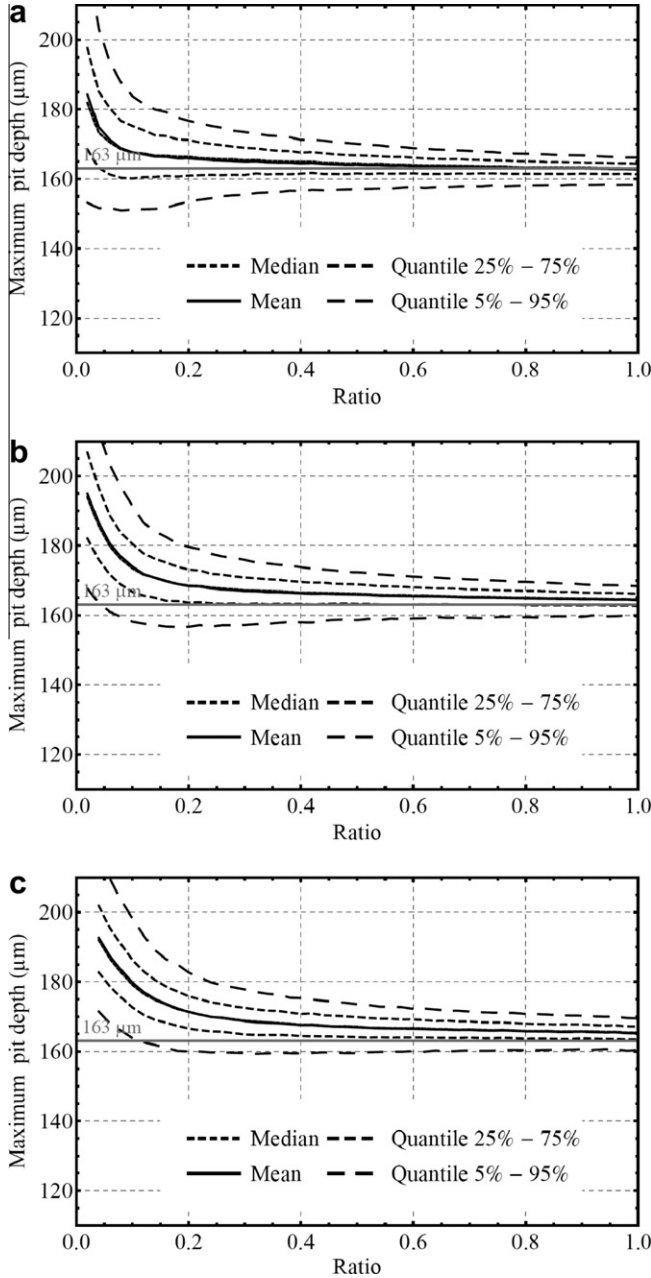 a
Maximum pit depth (μm)
200
180
160
140
120
163 μm
Median Quantile 25% – 75%
Mean Quantile 5% – 95%
0.0 0.2 0.4 0.6 0.8 1.0
Ratio
b
Maximum pit depth (μm)
200
180
160
140
120
163 μm
Median Quantile 25% – 75%
Mean Quantile 5% – 95%
0.0 0.2 0.4 0.6 0.8 1.0
Ratio
c
Maximum pit depth (μm)
200
180
160
140
120
163 μm
Median Quantile 25% – 75%
Mean Quantile 5% – 95%
0.0 0.2 0.4 0.6 0.8 1.0
Ratio